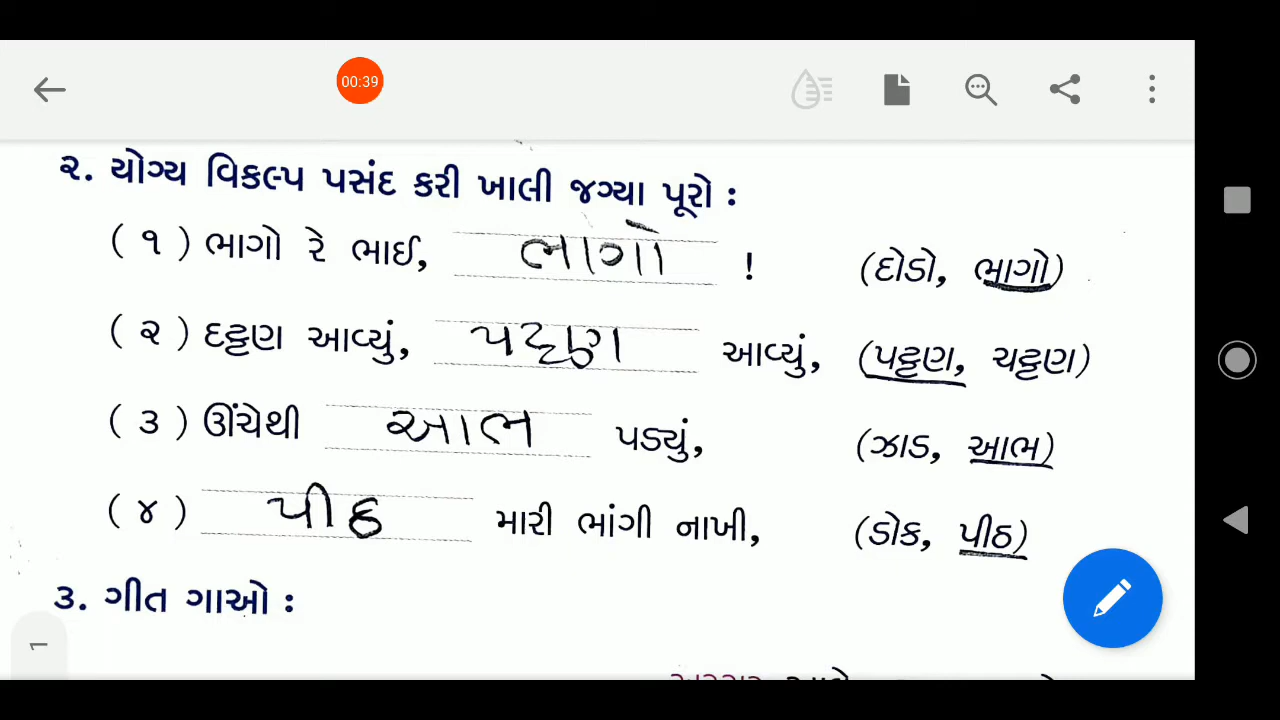 00:39
૨. યોગ્ય વિકલ્પ પસંદ કરી ખાલી જગ્યા પૂરો :
( ૧ ) ભાગો રે ભાઈ, ભાગો ! (દોડો, ભાગો)
( ૨ ) દટ્ટણ આવ્યું, પટ્ટણ આવ્યું, (પટ્ટણ, ચટ્ટણ)
( ૩ ) ઊંચેથી આભ પડ્યું, (ઝાડ, આભ)
( ૪ ) પીઠ મારી ભાંગી નાખી, (ડોક, પીઠ)
૩. ગીત ગાઓ :
1